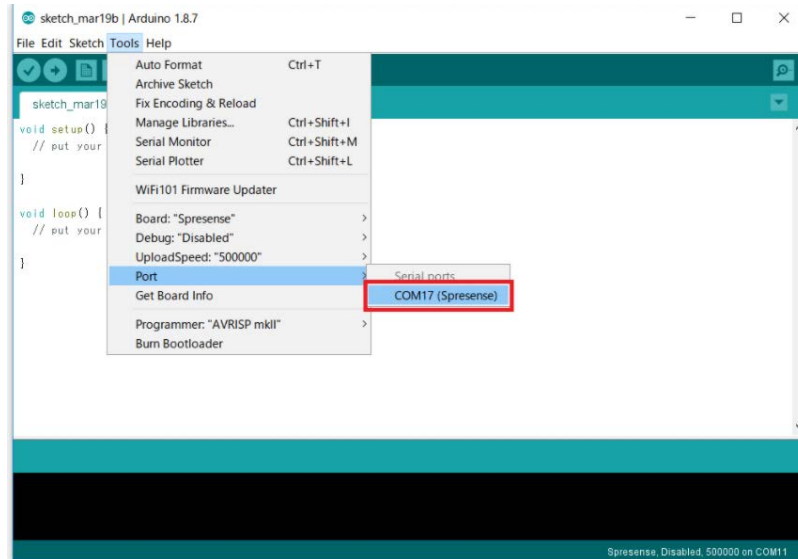 sketch_mar19b | Arduino 1.8.7
File Edit Sketch Tools Help
sketch_mar19
void setup() {
// put your
}
void loop() {
// put your
}
Auto Format Ctrl+T
Archive Sketch
Fix Encoding & Reload
Manage Libraries... Ctrl+Shift+I
Serial Monitor Ctrl+Shift+M
Serial Plotter Ctrl+Shift+L
WiFi101 Firmware Updater
Board: "Spresense"
Debug: "Disabled"
UploadSpeed: "500000"
Port
Get Board Info
Programmer: "AVRISP mkII"
Burn Bootloader
Serial ports
COM17 (Spresense)
Spresense, Disabled, 500000 on COM11